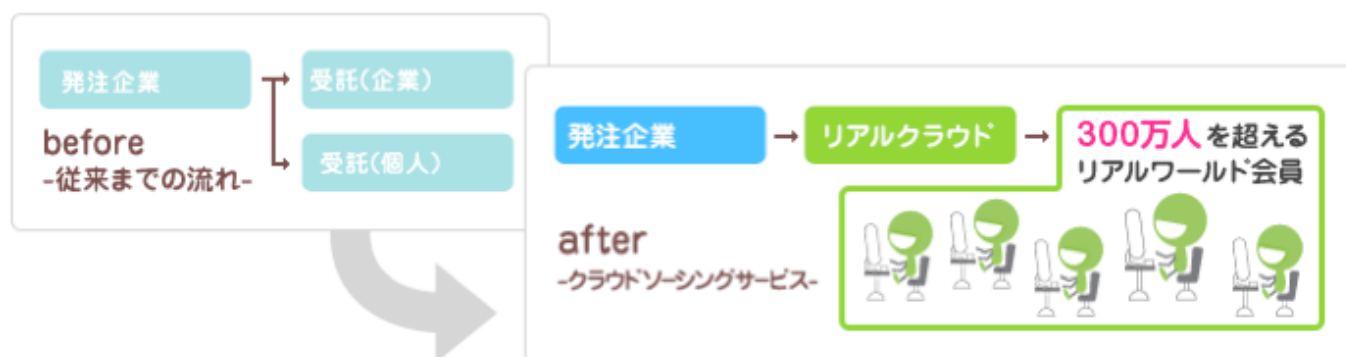 発注企業
受託(企業)
受託(個人)
before
-従来までの流れ-
発注企業
リアルクラウド
300万人を超える
リアルワールド会員
after
-クラウドソーシングサービス-